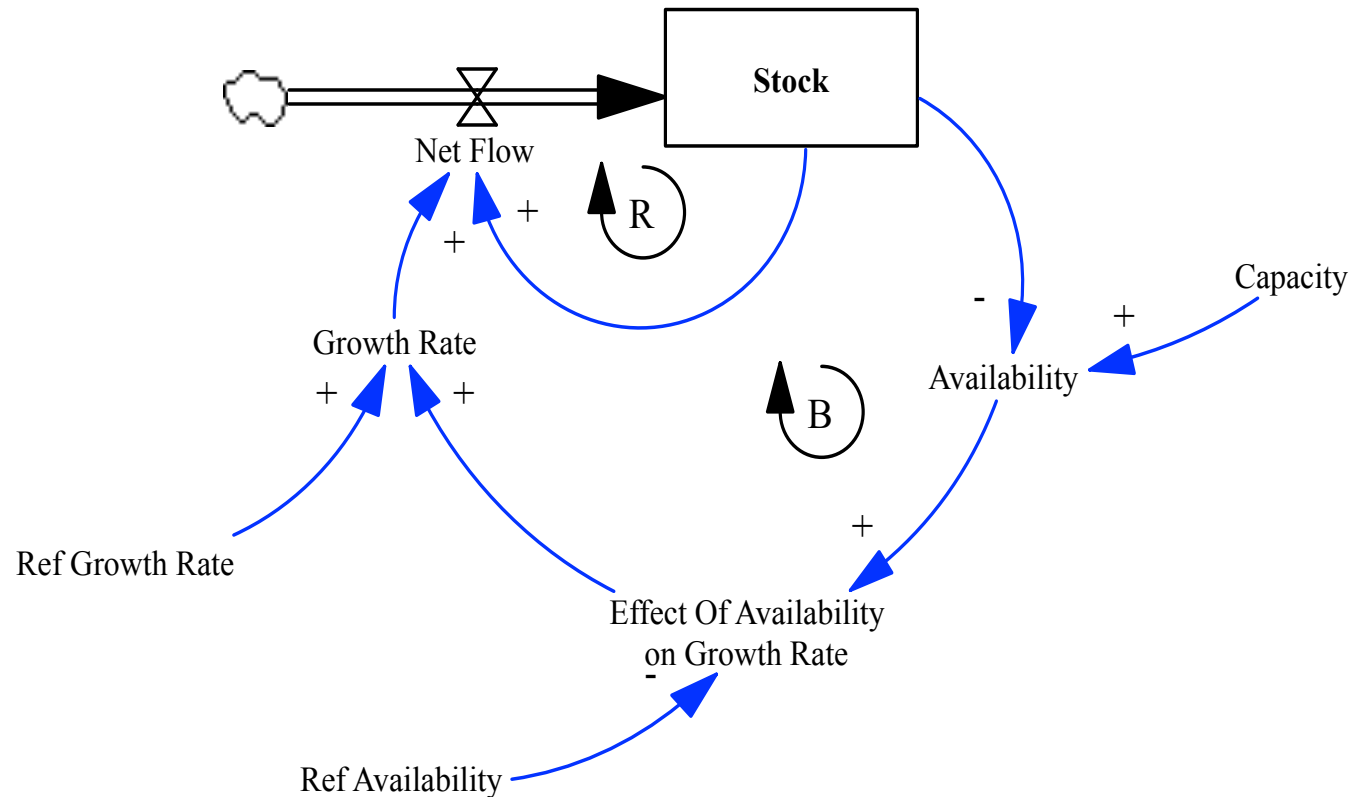 Stock
Net Flow
+
R
+
Capacity
-
+
Growth Rate
Availability
+
+
B
+
Ref Growth Rate
Effect Of Availability
on Growth Rate
-
Ref Availability